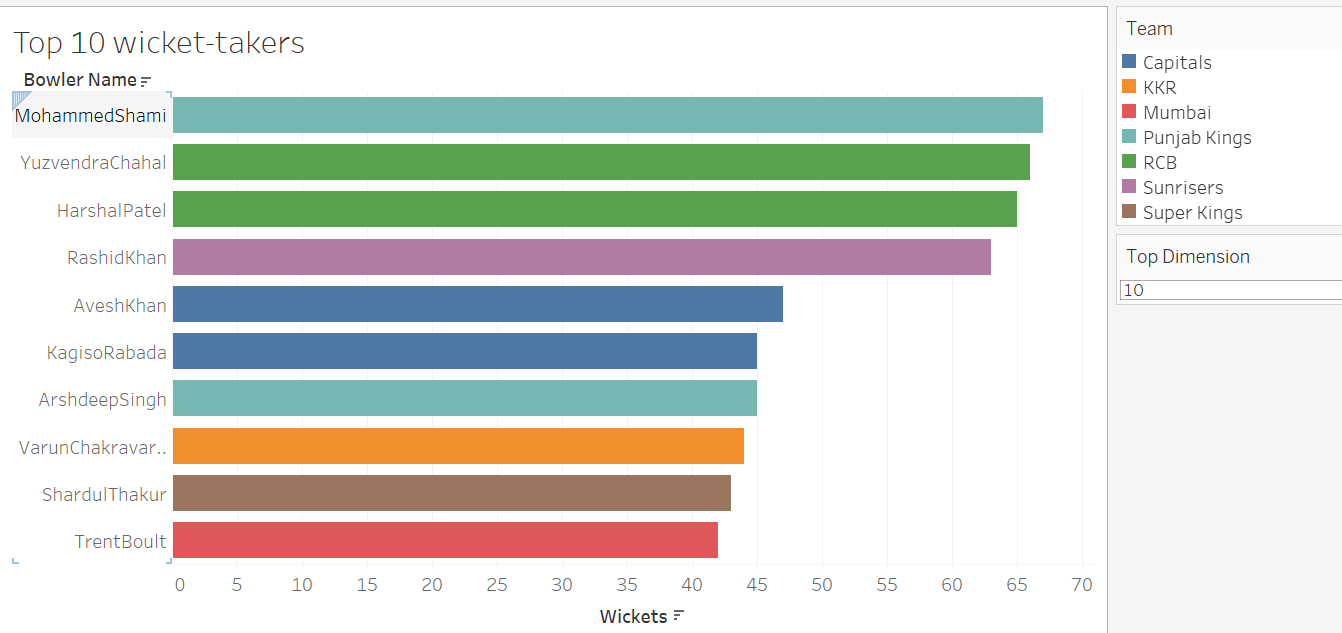 Top 10 wicket-takers
Bowler Name
MohammedShami
YuzvendraChahal
HarshalPatel
RashidKhan
AveshKhan
KagisoRabada
ArshdeepSingh
VarunChakravar..
ShardulThakur
TrentBoult
0 5 10 15 20 25 30 35 40 45 50 55 60 65 70
Wickets
Team
Capitals
KKR
Mumbai
Punjab Kings
RCB
Sunrisers
Super Kings
Top Dimension
10